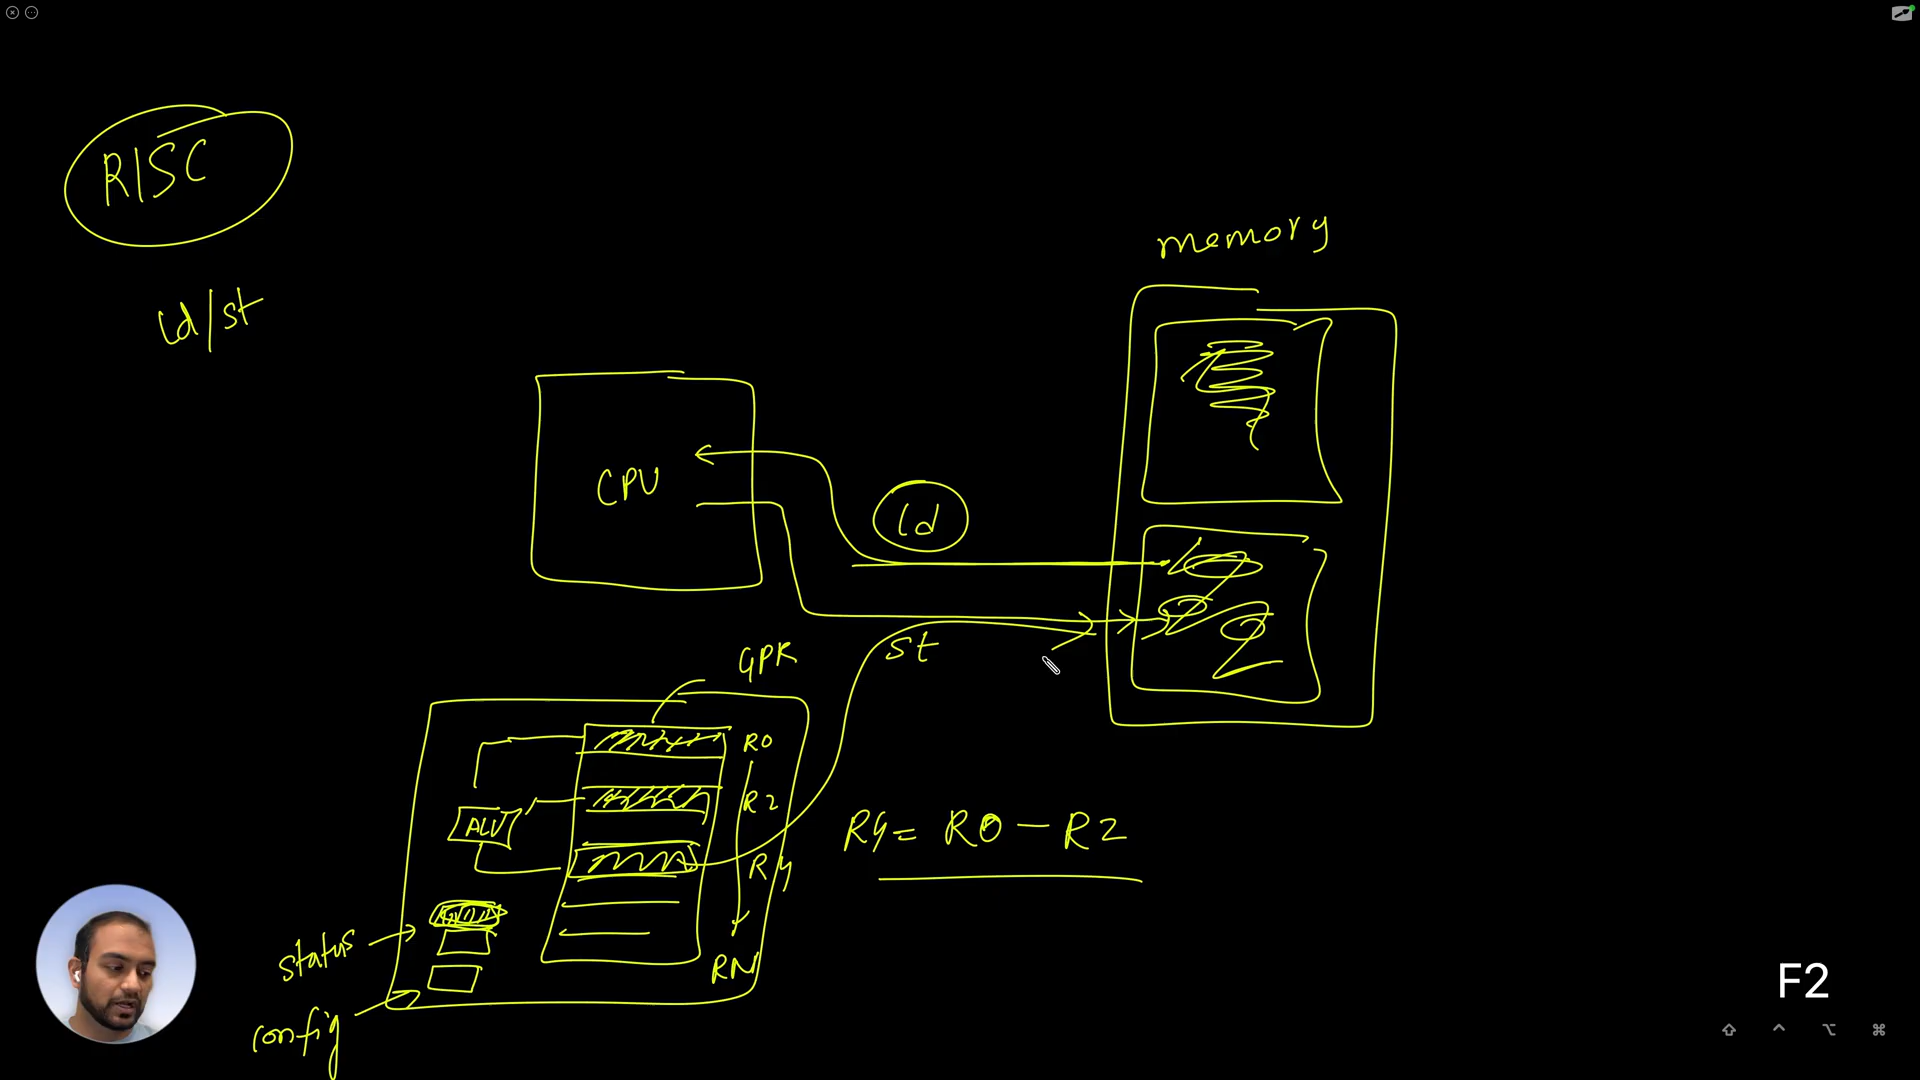 RISC
memory
ld/st
CPU
ld
st
GPR
R0
R2
ALU
R4 = R0 - R2
R4
status
RN
config
F2